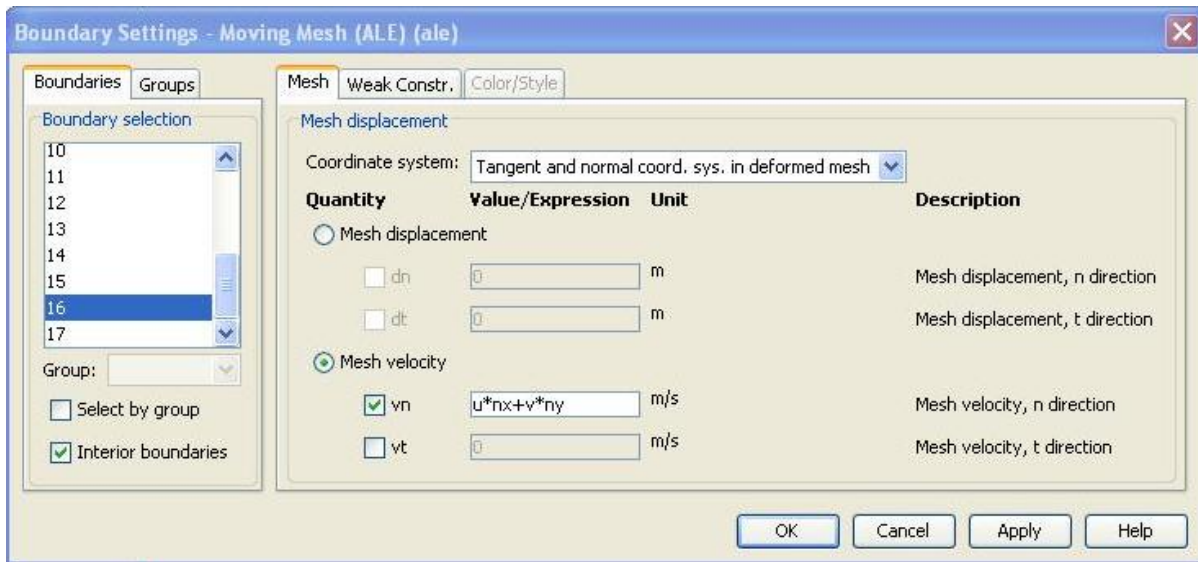 Boundary Settings - Moving Mesh (ALE) (ale)
Boundaries Groups
Boundary selection
10
11
12
13
14
15
16
17
Group:
Select by group
Interior boundaries
Mesh Weak Constr. Color/Style
Mesh displacement
Coordinate system: Tangent and normal coord. sys. in deformed mesh
Quantity Value/Expression Unit Description
Mesh displacement
dn 0 m Mesh displacement, n direction
dt 0 m Mesh displacement, t direction
Mesh velocity
vn u*nx+v*ny m/s Mesh velocity, n direction
vt 0 m/s Mesh velocity, t direction
OK Cancel Apply Help